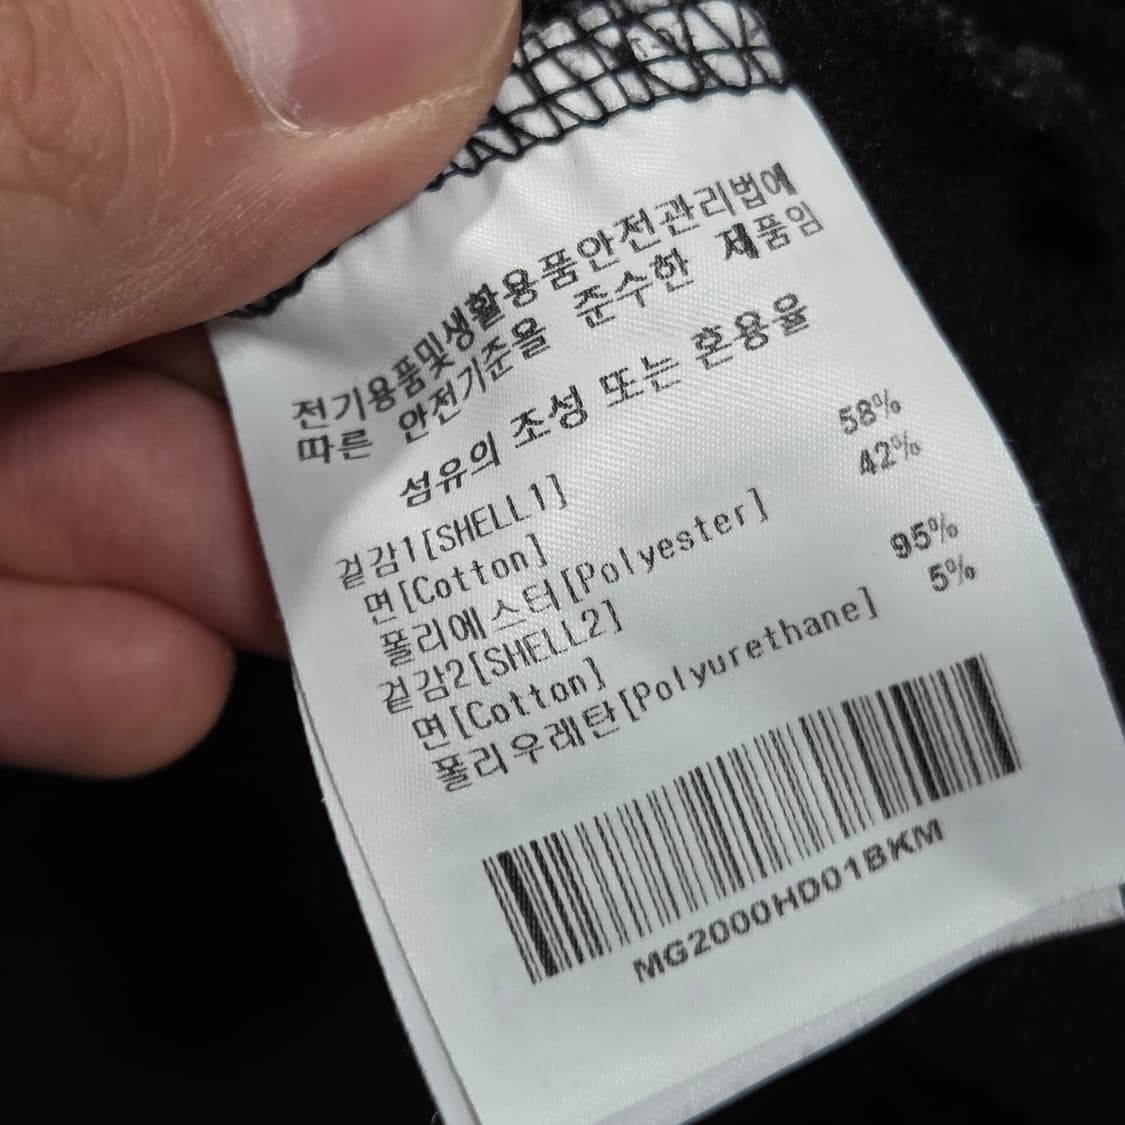 전기용품및생활용품안전관리법에
따른 안전기준을 준수한 제품임
섬유의 조성 또는 혼용율
겉감1[SHELL1]
면[Cotton] 58%
폴리에스터[Polyester] 42%
겉감2[SHELL2]
면[Cotton] 95%
폴리우레탄[Polyurethane] 5%
MG2000HD01BKM